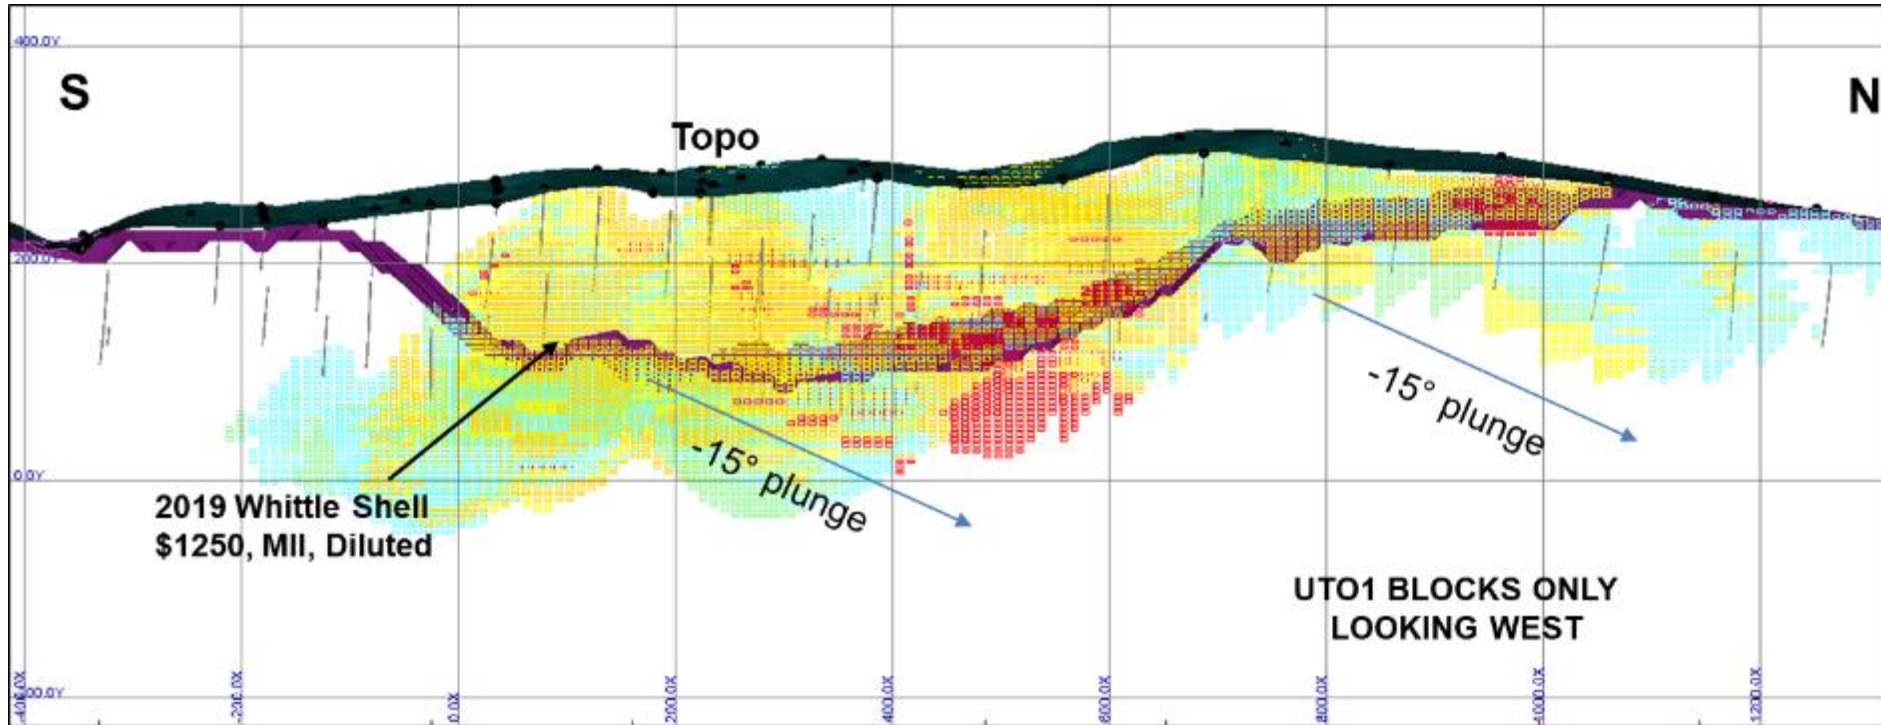 400.0Y
S
N
Topo
200.0Y
-15° plunge
-15° plunge
0.0Y
2019 Whittle Shell
$1250, MII, Diluted
UTO1 BLOCKS ONLY
LOOKING WEST
-200.0X
0.0X
200.0X
400.0X
600.0X
800.0X
1000.0X
1200.0X